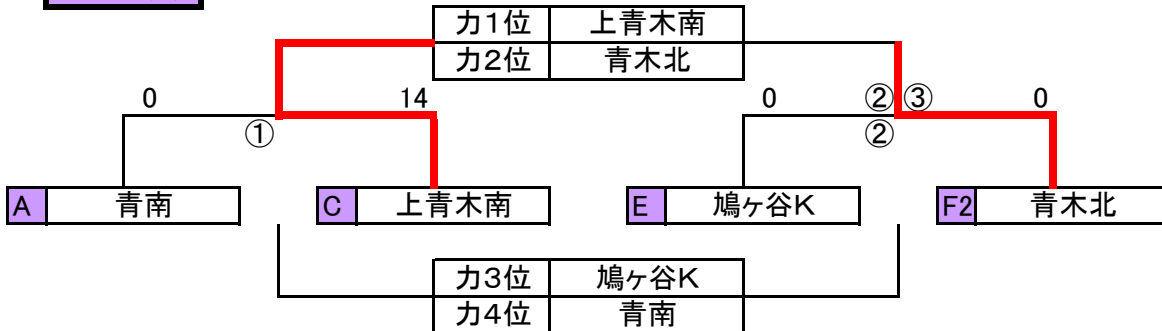 力1位 上青木南
力2位 青木北
0 14 0 ② ③ 0
① ②
A 青南 C 上青木南 E 鳩ヶ谷K F2 青木北
力3位 鳩ヶ谷K
力4位 青南